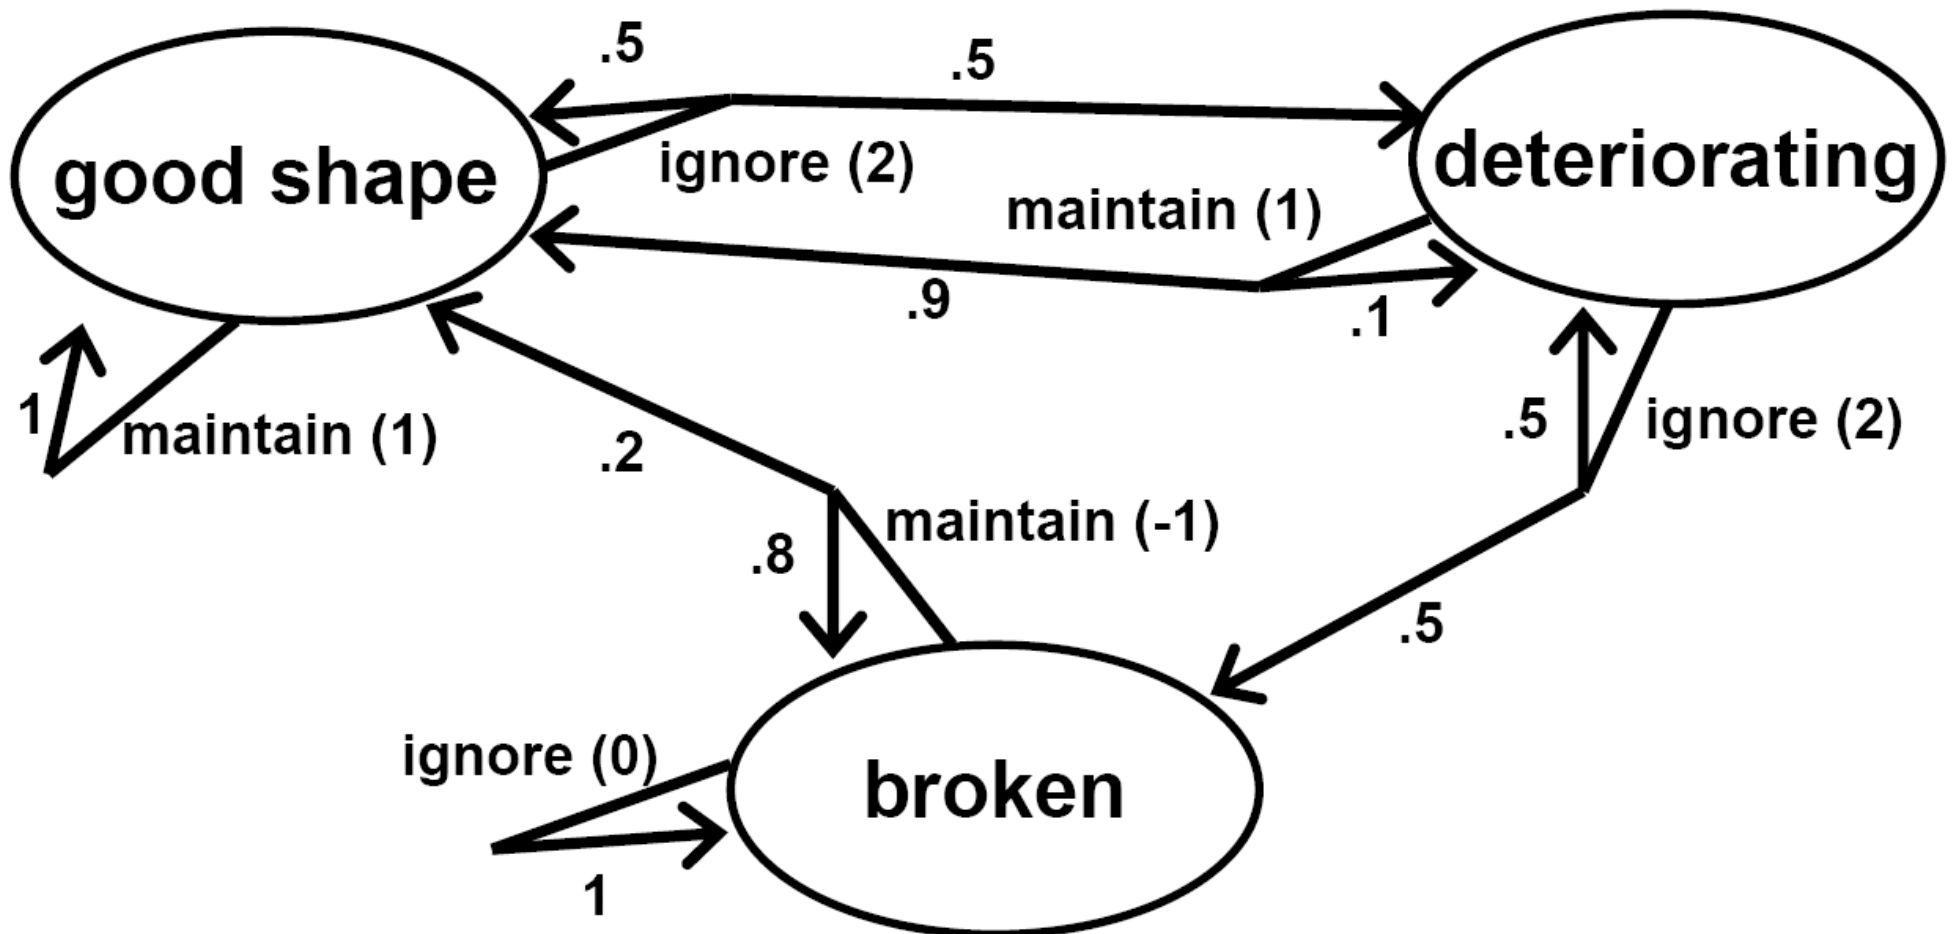 .5
.5
good shape
deteriorating
ignore (2)
maintain (1)
.9
.1
1
maintain (1)
.2
.5
ignore (2)
.8
maintain (-1)
.5
ignore (0)
broken
1